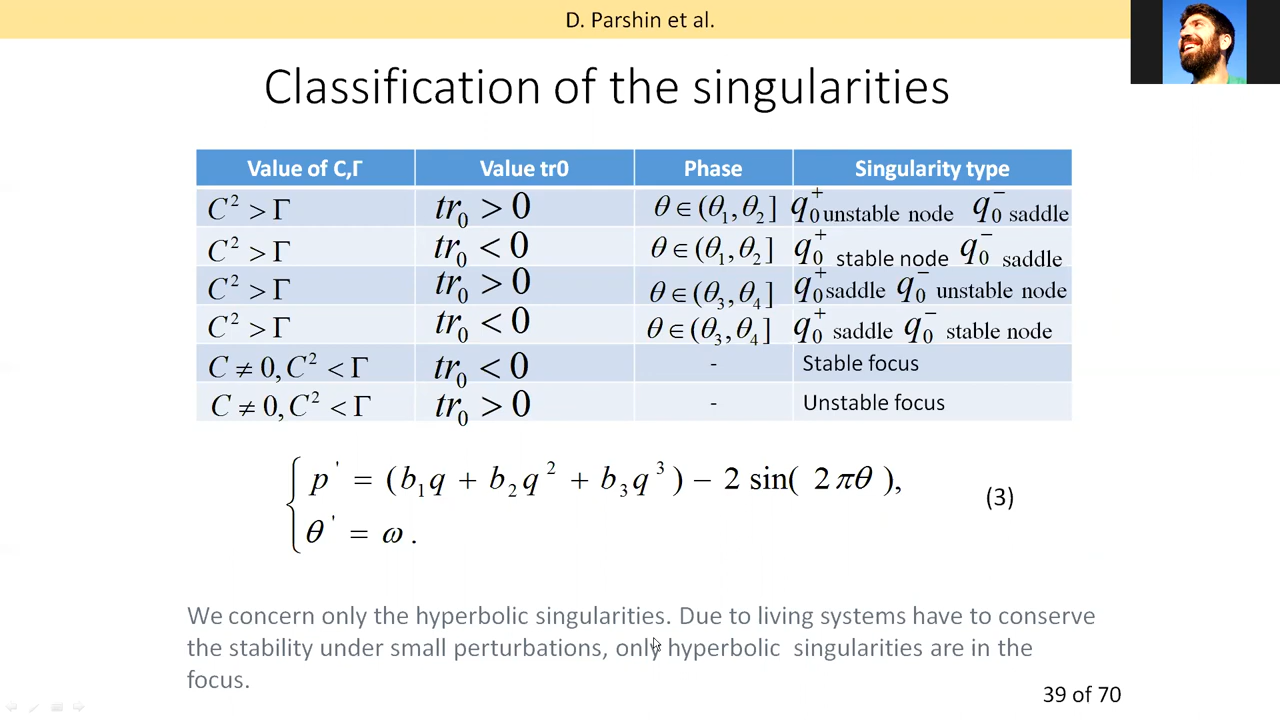 D. Parshin et al.
Classification of the singularities
Value of C,Γ Value tr0 Phase Singularity type
C² > Γ tr₀ > 0 θ ∈ (θ₁,θ₂] q₀⁺ unstable node q₀⁻ saddle
C² > Γ tr₀ < 0 θ ∈ (θ₁,θ₂] q₀⁺ stable node q₀⁻ saddle
C² > Γ tr₀ > 0 θ ∈ (θ₃,θ₄] q₀⁺ saddle q₀⁻ unstable node
C² > Γ tr₀ < 0 θ ∈ (θ₃,θ₄] q₀⁺ saddle q₀⁻ stable node
C ≠ 0, C² < Γ tr₀ < 0 - Stable focus
C ≠ 0, C² < Γ tr₀ > 0 - Unstable focus
p' = (b₁q + b₂q² + b₃q³) − 2 sin( 2πθ ),
θ' = ω .
(3)
We concern only the hyperbolic singularities. Due to living systems have to conserve
the stability under small perturbations, only hyperbolic singularities are in the
focus.
39 of 70